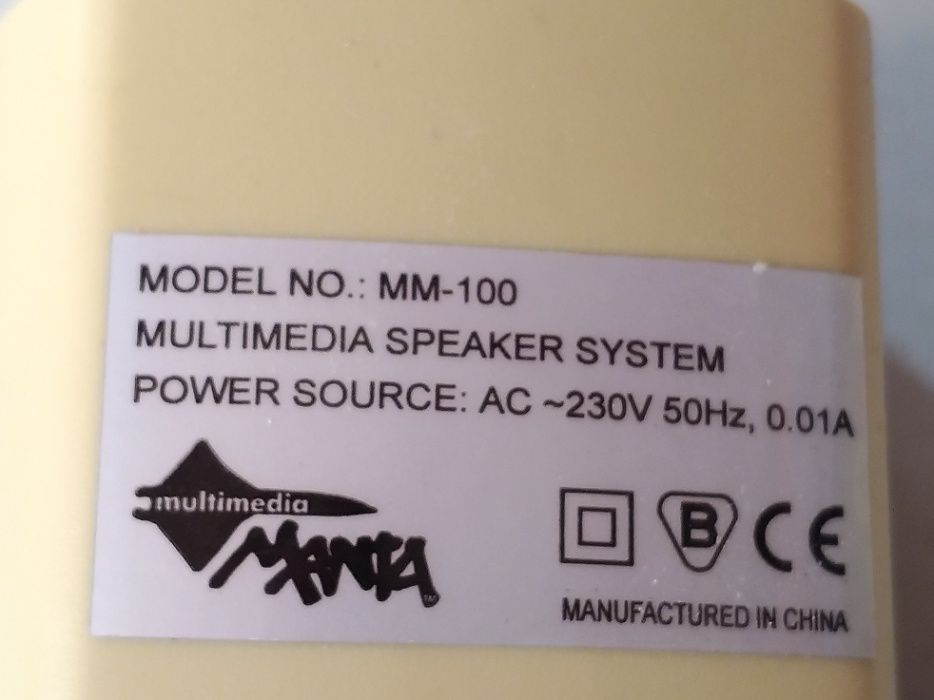 MODEL NO.: MM-100
MULTIMEDIA SPEAKER SYSTEM
POWER SOURCE: AC ~230V 50Hz, 0.01A
multimedia
MANTA™
B CE
MANUFACTURED IN CHINA